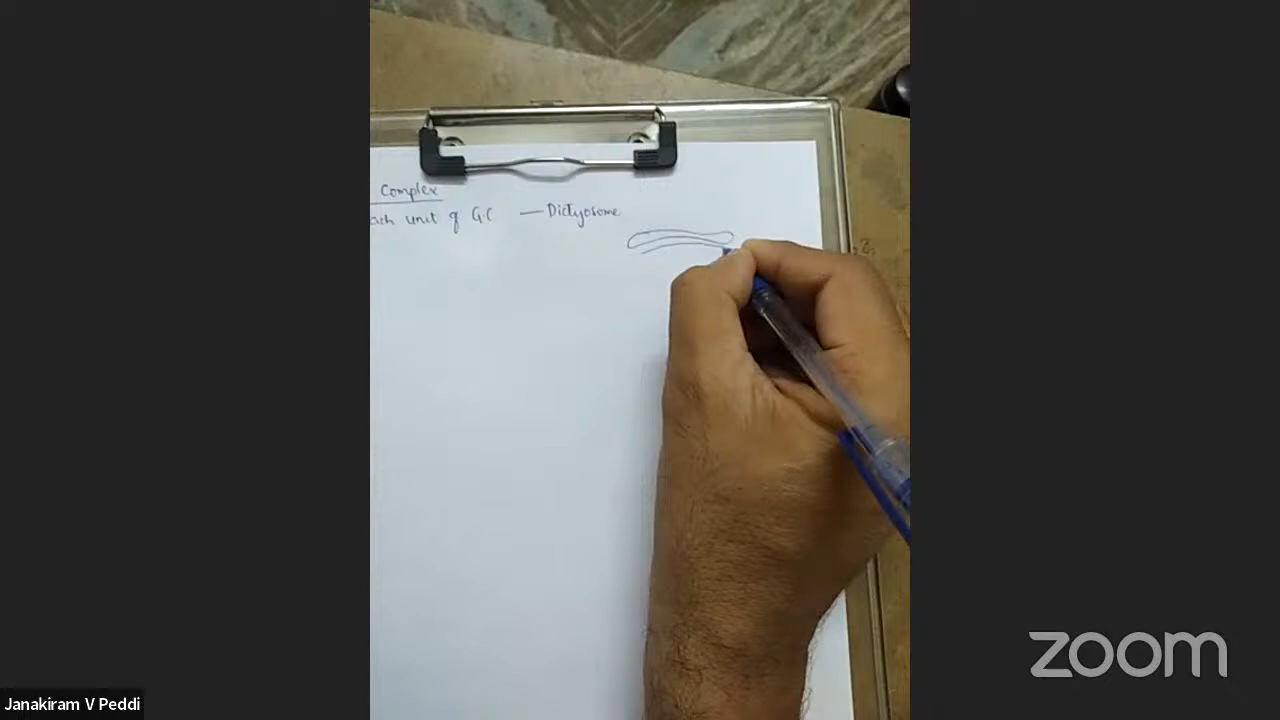 Complex
ach unit of G.C — Dictyosome
zoom
Janakiram V Peddi